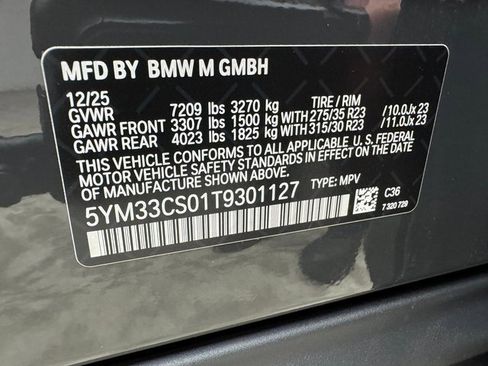 MFD BY BMW M GMBH
12/25
GVWR 7209 lbs 3270 kg TIRE / RIM
GAWR FRONT 3307 lbs 1500 kg WITH 275/35 R23 / 10.0Jx 23
GAWR REAR 4023 lbs 1825 kg WITH 315/30 R23 / 11.0Jx 23
THIS VEHICLE CONFORMS TO ALL APPLICABLE U. S. FEDERAL
MOTOR VEHICLE SAFETY STANDARDS IN EFFECT ON THE
DATE OF MANUFACTURE SHOWN ABOVE.
5YM33CS01T9301127 TYPE: MPV
C36
7 320 729